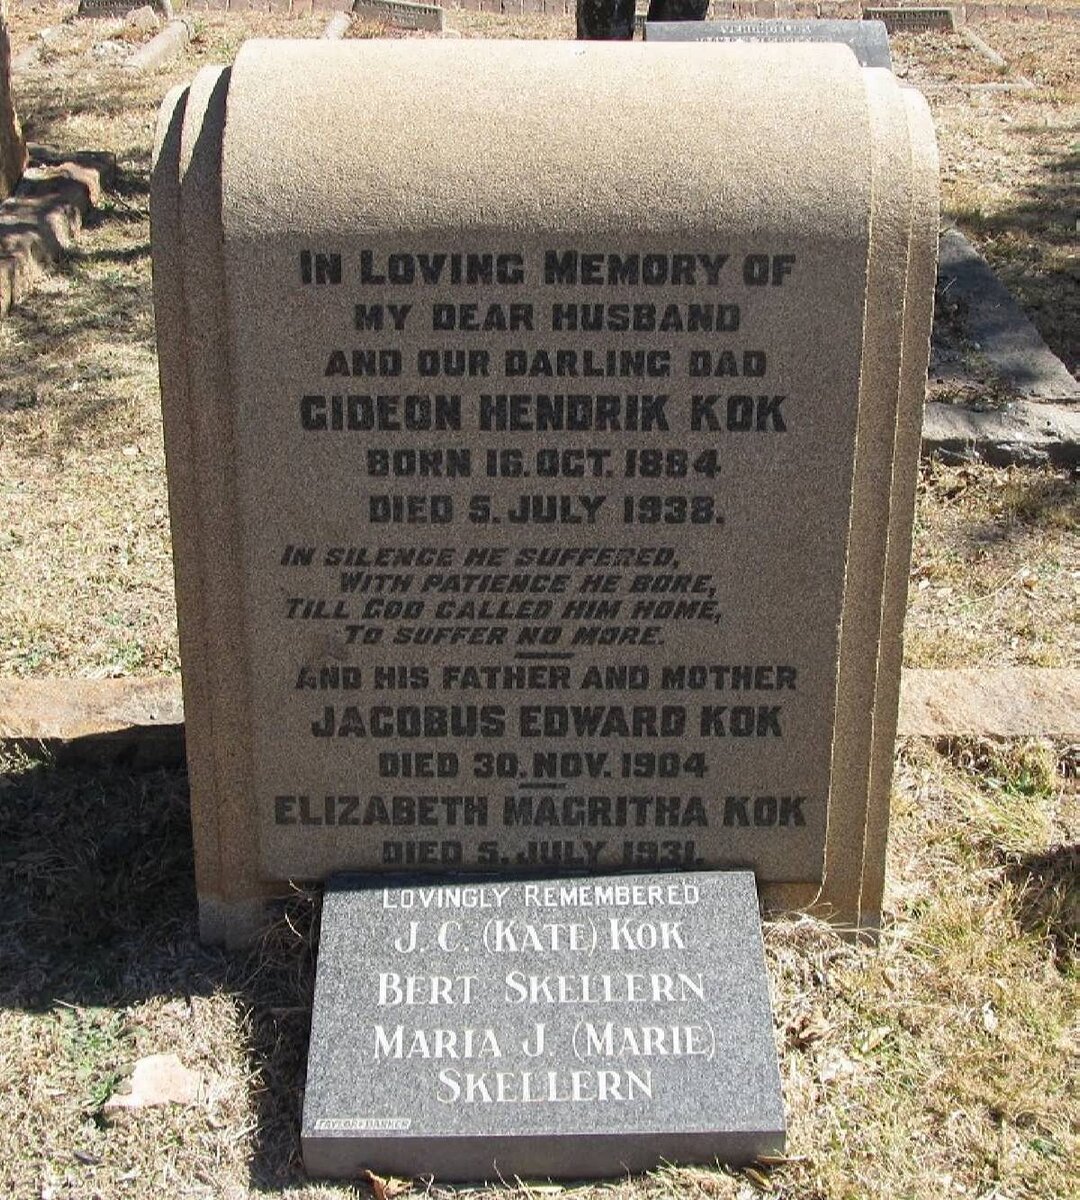 IN LOVING MEMORY OF
MY DEAR HUSBAND
AND OUR DARLING DAD
GIDEON HENDRIK KOK
BORN 16. OCT. 1884
DIED 5. JULY 1938.
IN SILENCE HE SUFFERED,
WITH PATIENCE HE BORE,
TILL GOD CALLED HIM HOME,
TO SUFFER NO MORE.
AND HIS FATHER AND MOTHER
JACOBUS EDWARD KOK
DIED 30. NOV. 1904
ELIZABETH MAGRITHA KOK
DIED 5. JULY 1931.
LOVINGLY REMEMBERED
J. C. (KATE) KOK
BERT SKELLERN
MARIA J. (MARIE)
SKELLERN